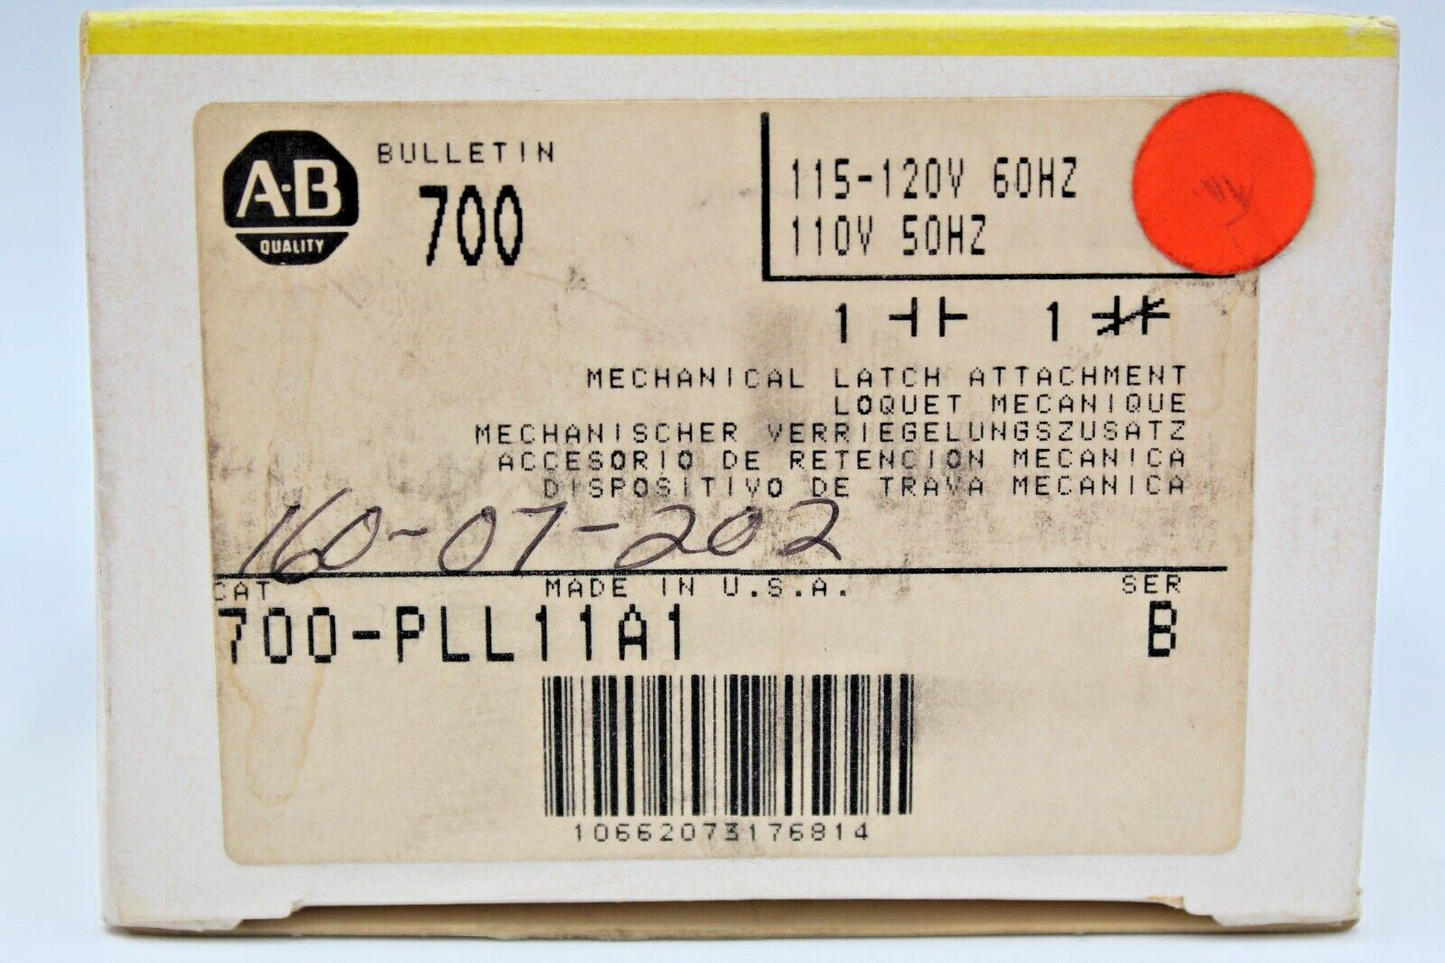 A-B
QUALITY
BULLETIN
700
115-120V 60HZ
110V 50HZ
1 1
MECHANICAL LATCH ATTACHMENT
LOQUET MECANIQUE
MECHANISCHER VERRIEGELUNGSZUSATZ
ACCESORIO DE RETENCION MECANICA
DISPOSITIVO DE TRAVA MECANICA
160-07-202
CAT MADE IN U.S.A. SER
700-PLL11A1 B
10662073176814